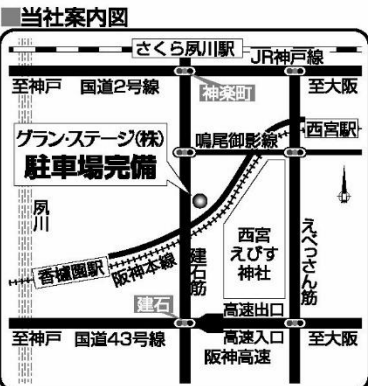 ■当社案内図
さくら夙川駅
JR神戸線
至神戸 国道2号線
神楽町
至大阪
グラン・ステージ(株)
駐車場完備
鳴尾御影線
西宮駅
夙川
香櫨園駅
阪神本線
建石筋
西宮
えびす
神社
えべっさん筋
建石
高速出口
至神戸 国道43号線
高速入口
至大阪
阪神高速